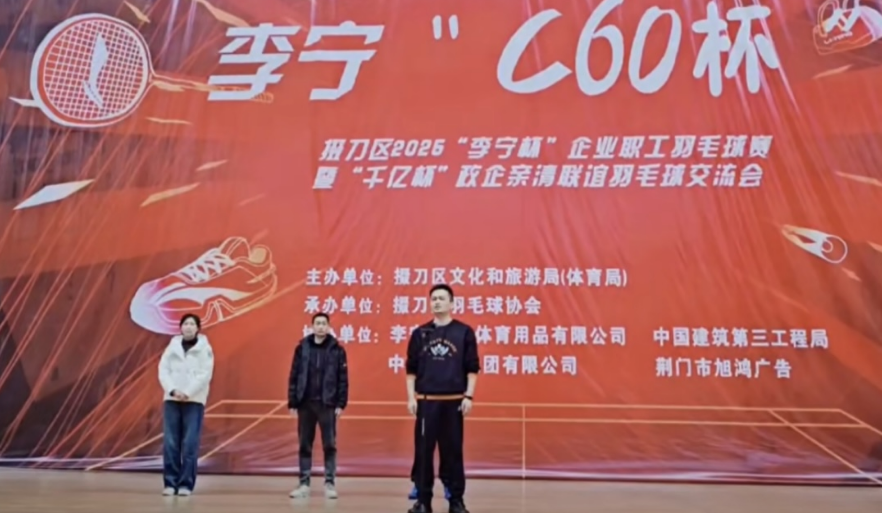 李宁" C60杯
掇刀区2025“李宁杯”企业职工羽毛球赛
暨“千亿杯”政企亲清联谊羽毛球交流会
主办单位：掇刀区文化和旅游局(体育局)
承办单位：掇刀 羽毛球协会
单位：李 体育用品有限公司 中国建筑第三工程局
中 团有限公司 荆门市旭鸿广告